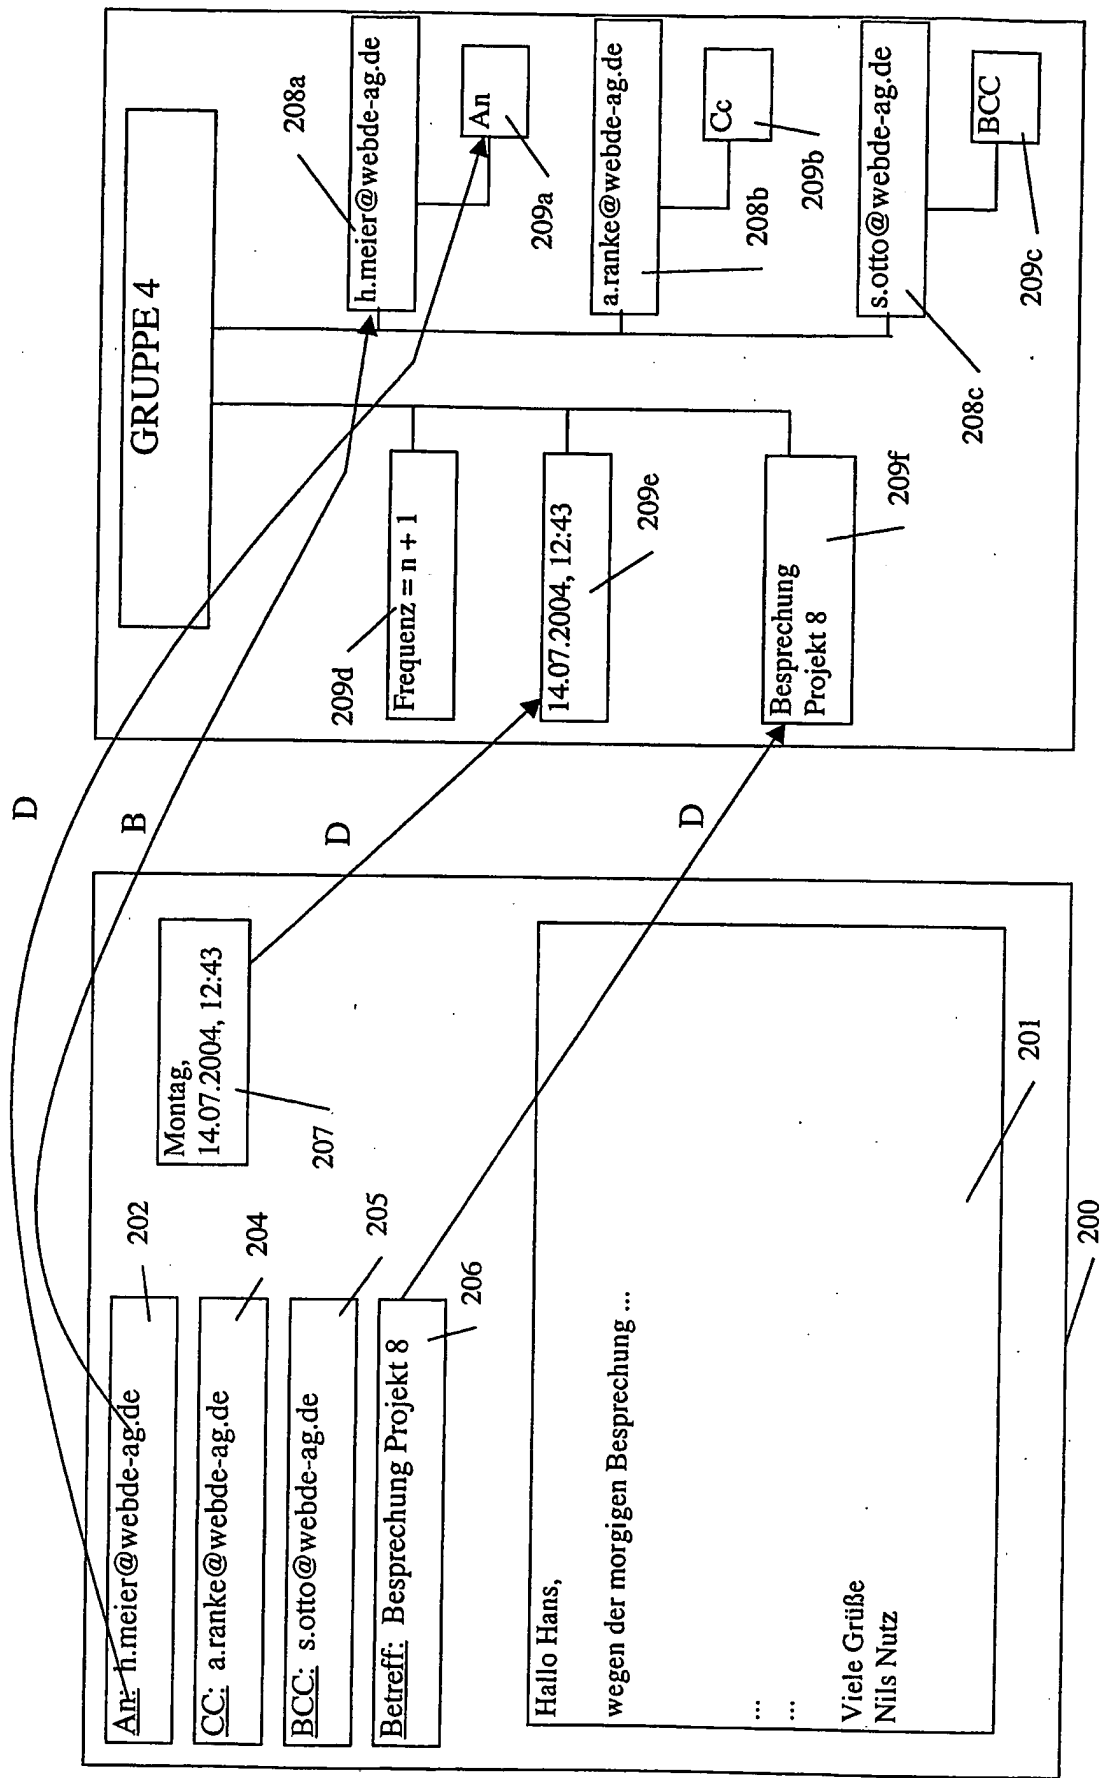 An: h.meier@webde-ag.de
202
CC: a.ranke@webde-ag.de
204
BCC: s.otto@webde-ag.de
205
Betreff: Besprechung Projekt 8
206
Montag,
14.07.2004, 12:43
207
Hallo Hans,
wegen der morgigen Besprechung ...
...
...
Viele Grüße
Nils Nutz
201
200
D
B
D
D
GRUPPE 4
Frequenz = n + 1
209d
14.07.2004, 12:43
209e
Besprechung
Projekt 8
209f
208a
h.meier@webde-ag.de
An
209a
a.ranke@webde-ag.de
208b
Cc
209b
s.otto@webde-ag.de
208c
BCC
209c